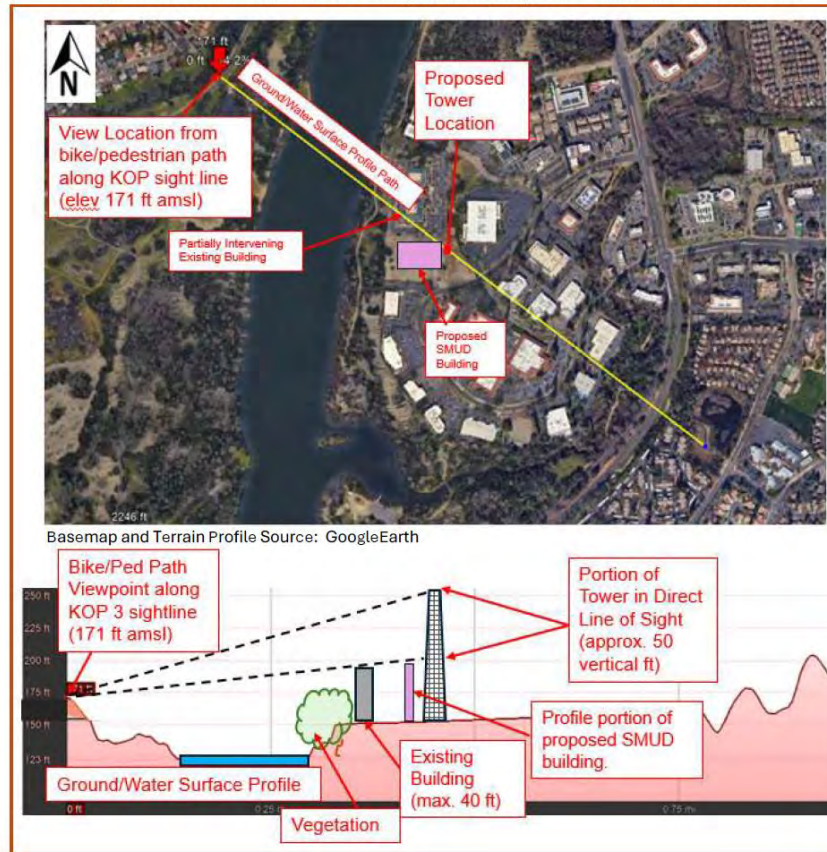 171 ft
0 ft
4.2%
N
View Location from
bike/pedestrian path
along KOP sight line
(elev 171 ft amsl)
Ground/Water Surface Profile Path
Proposed
Tower
Location
Partially Intervening
Existing Building
Proposed
SMUD
Building
2246 ft
Basemap and Terrain Profile Source: GoogleEarth
Bike/Ped Path
Viewpoint along
KOP 3 sightline
(171 ft amsl)
Portion of
Tower in Direct
Line of Sight
(approx. 50
vertical ft)
250 ft
225 ft
200 ft
175 ft
150 ft
123 ft
Profile portion of
proposed SMUD
building.
Existing
Building
(max. 40 ft)
Ground/Water Surface Profile
Vegetation
0 ft
0.25 mi
0.75 mi